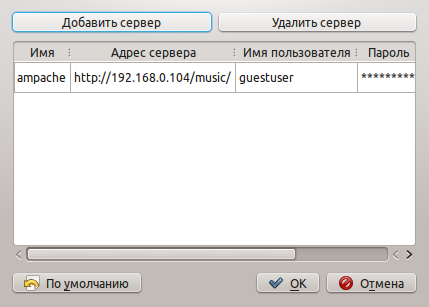 Добавить сервер Удалить сервер
Имя Адрес сервера Имя пользователя Пароль
ampache http://192.168.0.104/music/ guestuser *********
По умолчанию OK Отмена